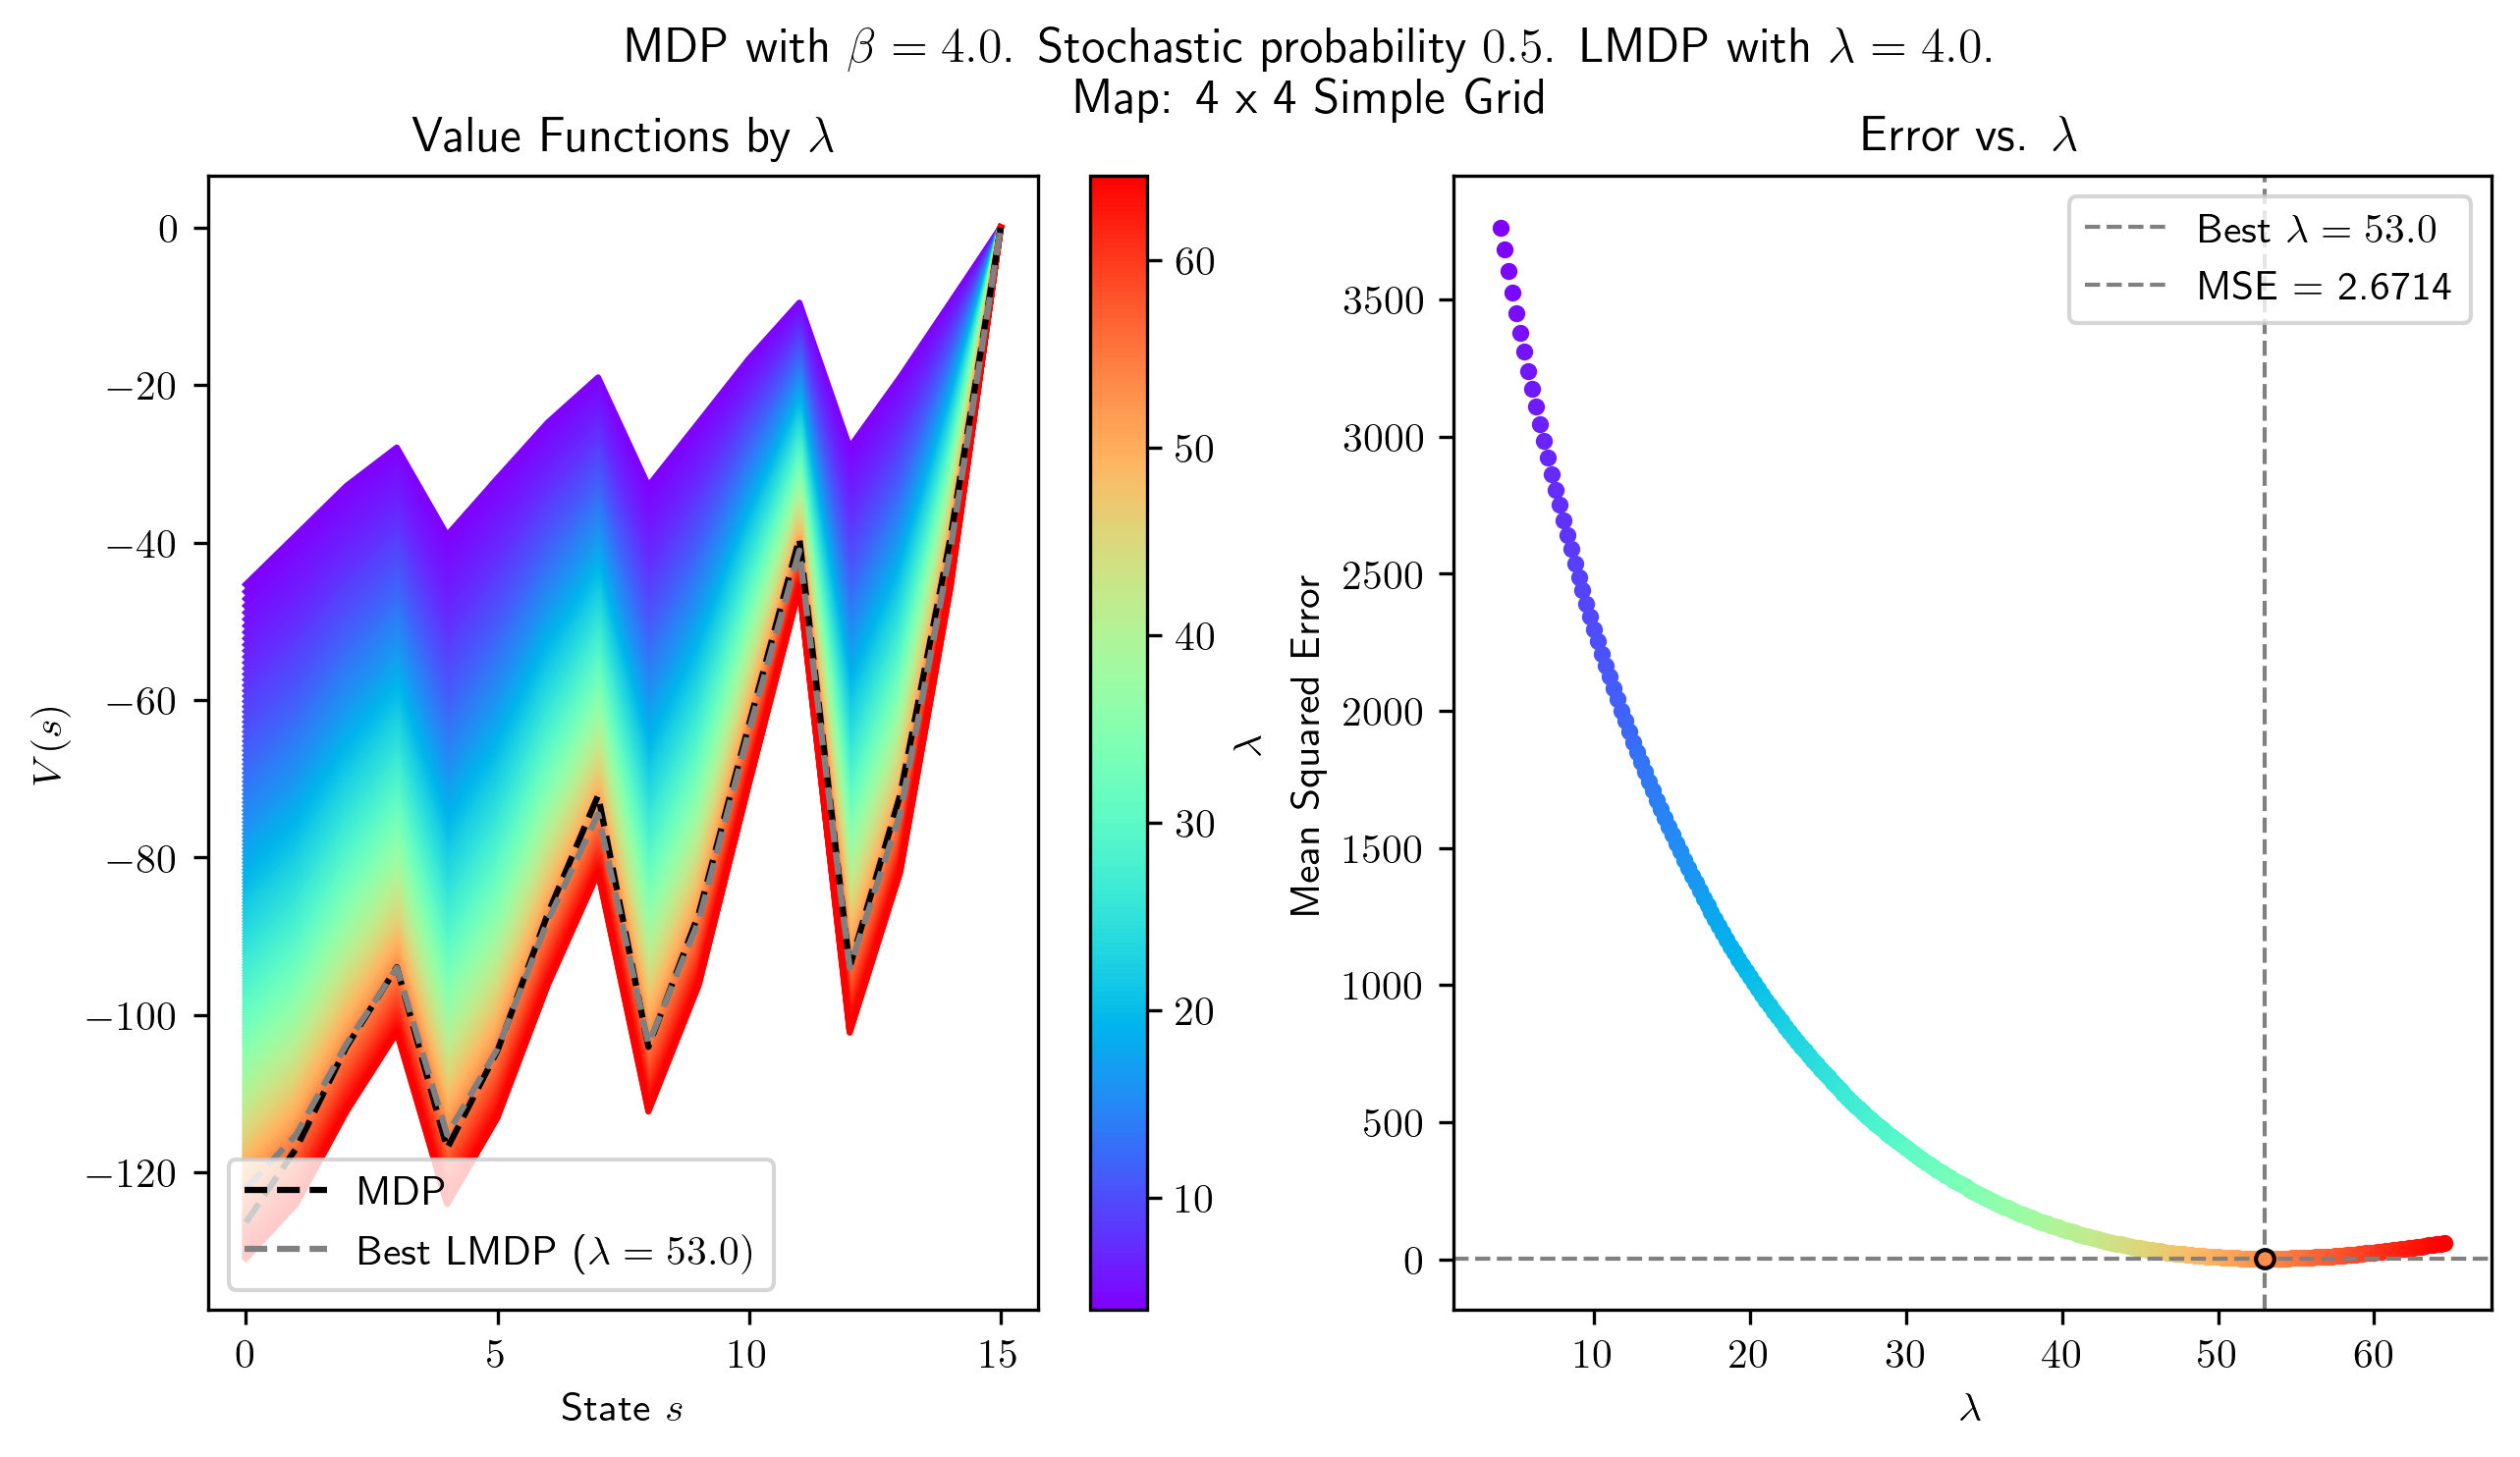 MDP with β = 4.0. Stochastic probability 0.5. LMDP with λ = 4.0.
Map: 4 x 4 Simple Grid
Value Functions by λ
V(s)
0
−20
−40
−60
−80
−100
−120
MDP
Best LMDP (λ = 53.0)
0
5
10
15
State s
60
50
40
30
20
10
λ
Error vs. λ
Mean Squared Error
3500
3000
2500
2000
1500
1000
500
0
Best λ = 53.0
MSE = 2.6714
10
20
30
40
50
60
λ